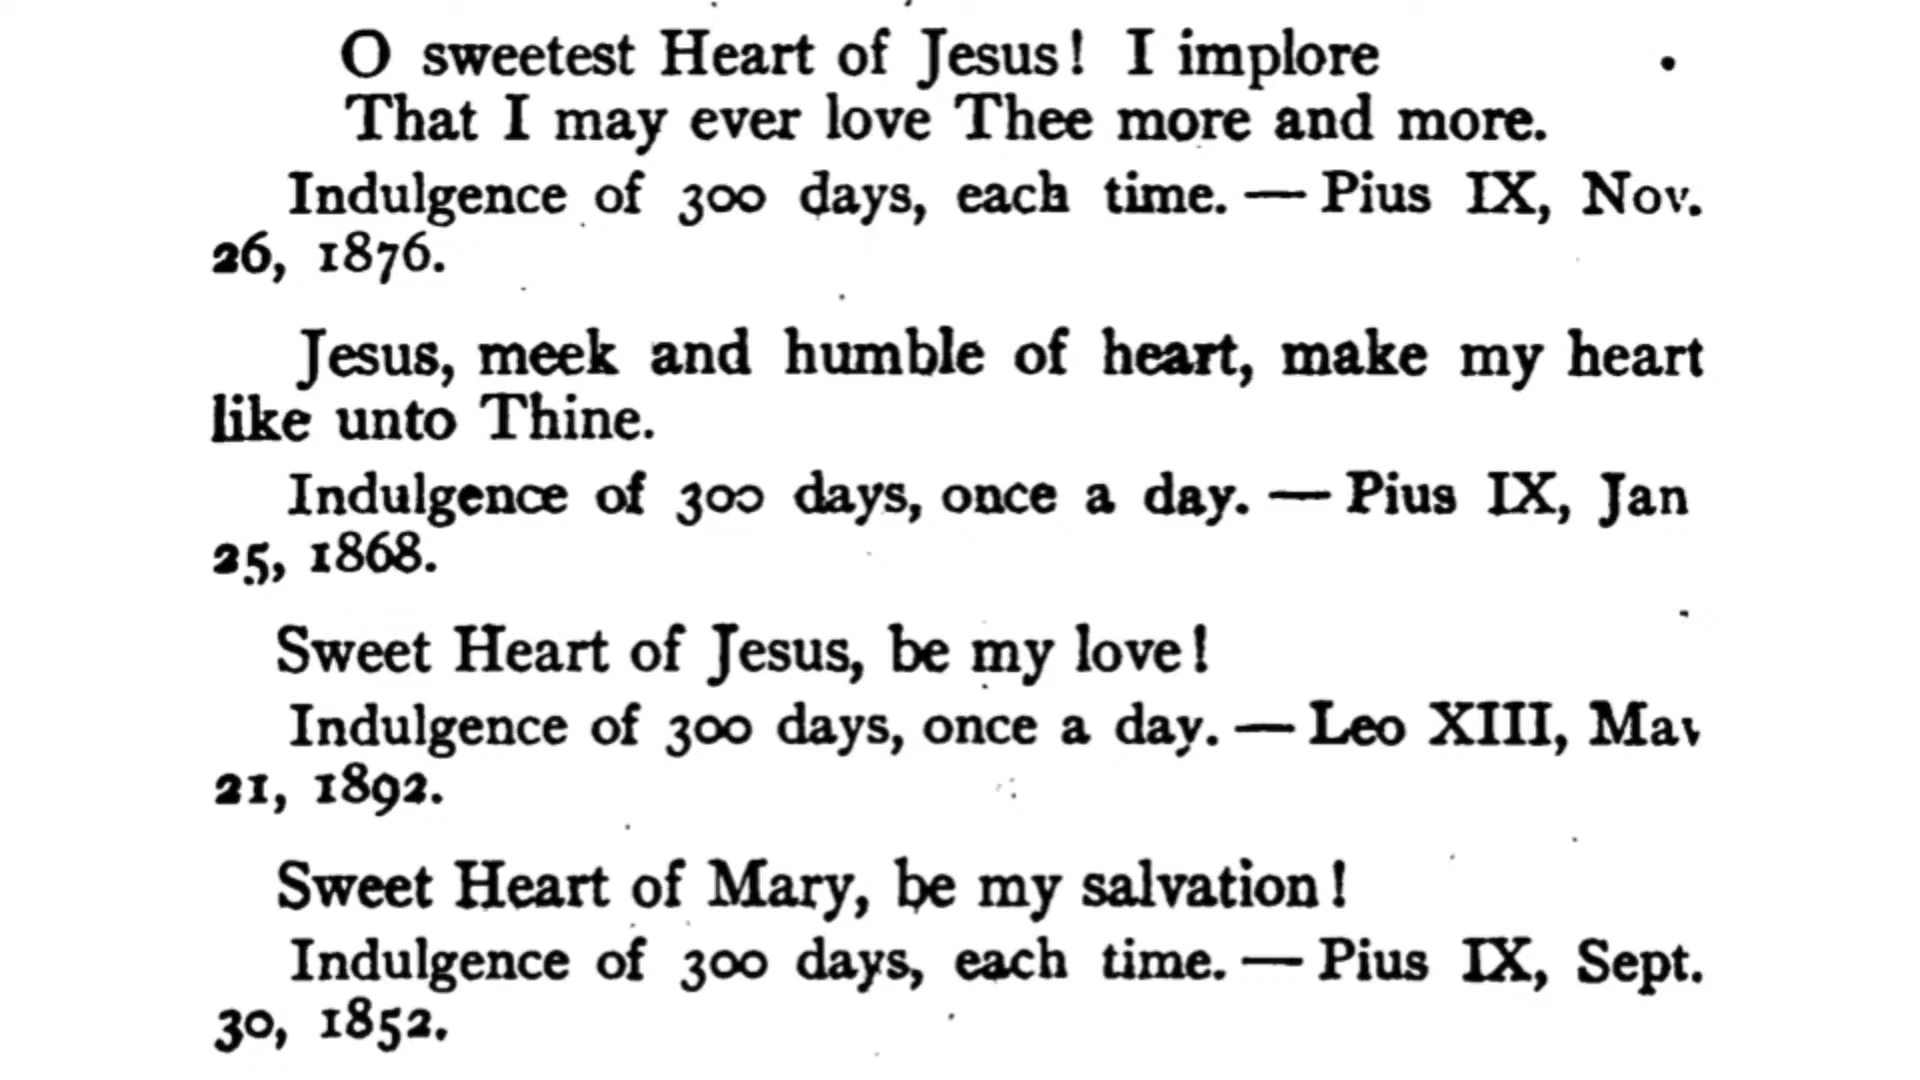 O sweetest Heart of Jesus! I implore
That I may ever love Thee more and more.
Indulgence of 300 days, each time. — Pius IX, Nov.
26, 1876.
Jesus, meek and humble of heart, make my heart
like unto Thine.
Indulgence of 300 days, once a day. — Pius IX, Jan
25, 1868.
Sweet Heart of Jesus, be my love!
Indulgence of 300 days, once a day. — Leo XIII, May
21, 1892.
Sweet Heart of Mary, be my salvation!
Indulgence of 300 days, each time. — Pius IX, Sept.
30, 1852.